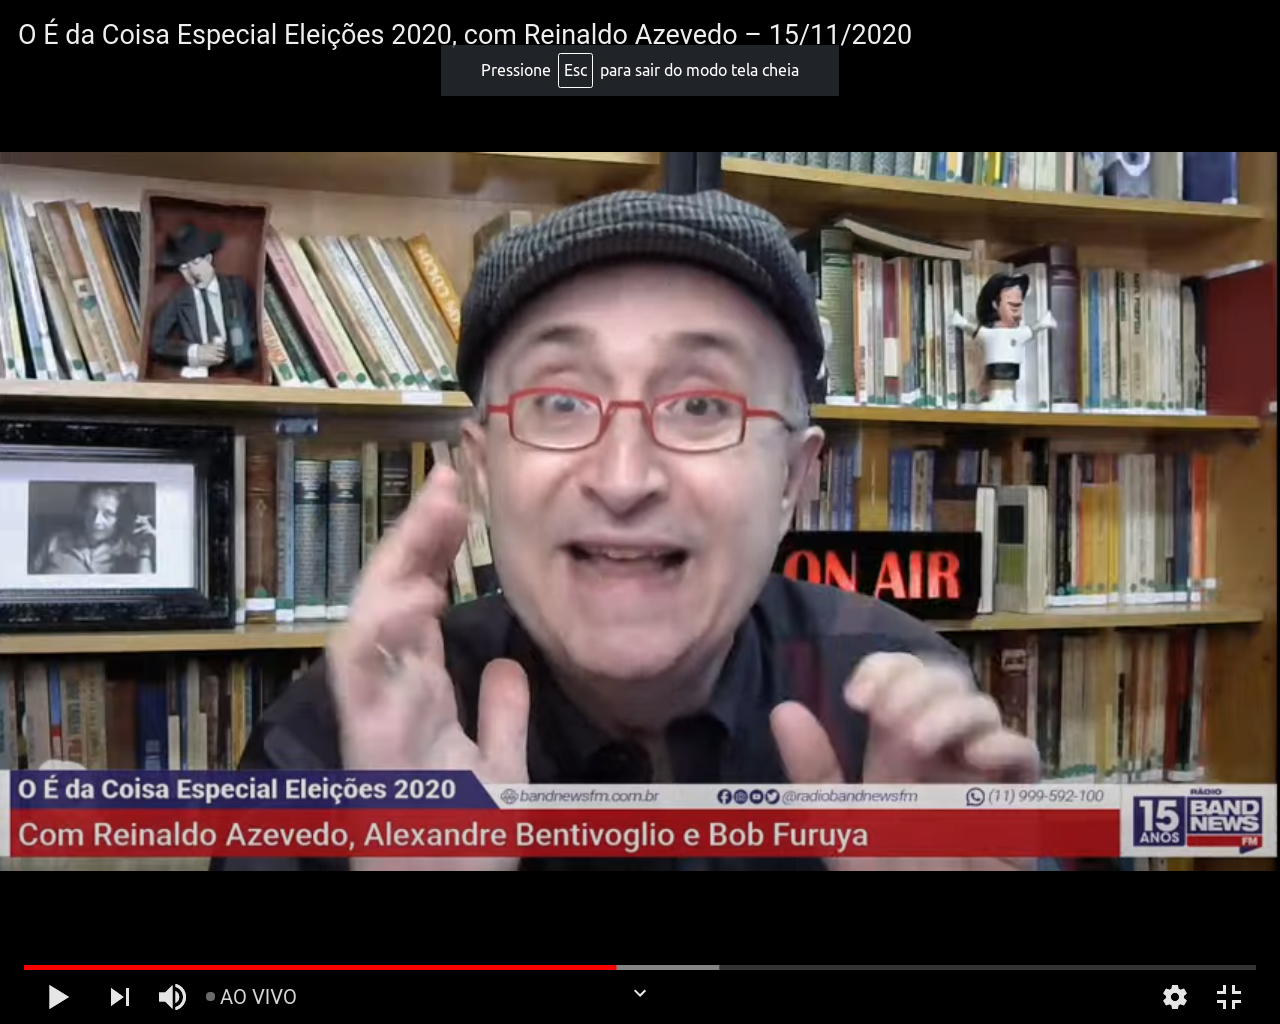 O É da Coisa Especial Eleições 2020, com Reinaldo Azevedo – 15/11/2020
Pressione Esc para sair do modo tela cheia
ON AIR
O É da Coisa Especial Eleições 2020
bandnewsfm.com.br
@radiobandnewsfm
(11) 999-592-100
Com Reinaldo Azevedo, Alexandre Bentivoglio e Bob Furuya
15 ANOS
RÁDIO BAND NEWS FM
AO VIVO